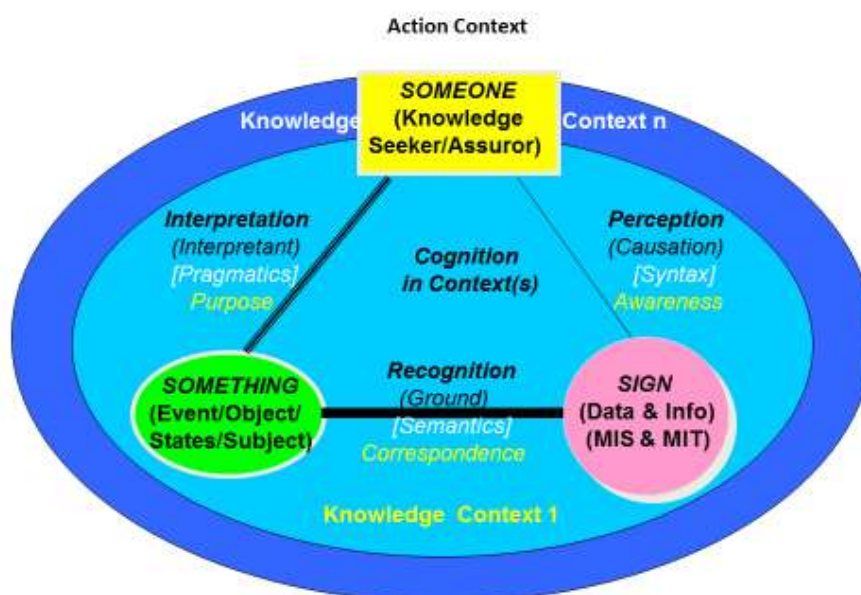 Action Context
SOMEONE
(Knowledge
Seeker/Assuror)
Knowledge
Context n
Interpretation
(Interpretant)
[Pragmatics]
Purpose
Perception
(Causation)
[Syntax]
Awareness
Cognition
in Context(s)
SOMETHING
(Event/Object/
States/Subject)
Recognition
(Ground)
[Semantics]
Correspondence
SIGN
(Data & Info)
(MIS & MIT)
Knowledge Context 1